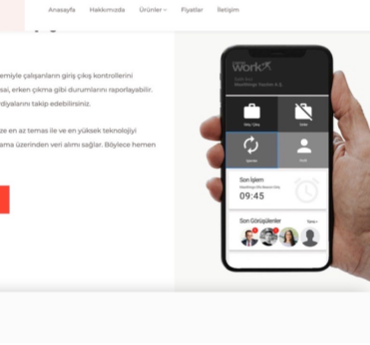 Anasayfa Hakkımızda Ürünler Fiyatlar İletişim
emiyle çalışanların giriş çıkış kontrollerini
sai, erken çıkma gibi durumlarını raporlayabilir.
rdiyalarını takip edebilirsiniz.
ze en az temas ile ve en yüksek teknolojiyi
ama üzerinden veri alımı sağlar. Böylece hemen
work
Son İşlem
09:45
Son Görüşülenler